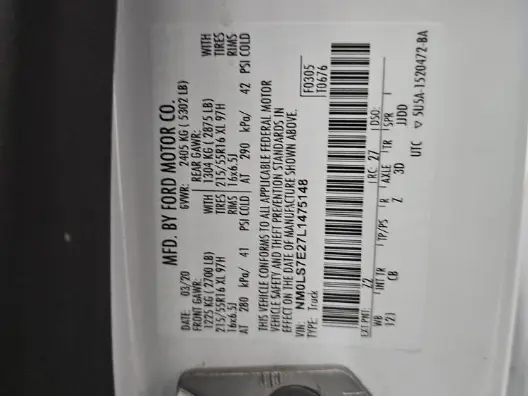 MFD. BY FORD MOTOR CO.
DATE: 03/20 GVWR: 2405 KG ( 5302 LB)
FRONT GAWR: REAR GAWR:
1225 KG (2700 LB) WITH 1304 KG ( 2875 LB) WITH
215/55R16 XL 97H TIRES 215/55R16 XL 97H TIRES
16x6.5J RIMS 16x6.5J RIMS
AT 280 kPa/ 41 PSI COLD AT 290 kPa/ 42 PSI COLD
THIS VEHICLE CONFORMS TO ALL APPLICABLE FEDERAL MOTOR
VEHICLE SAFETY AND THEFT PREVENTION STANDARDS IN
EFFECT ON THE DATE OF MANUFACTURE SHOWN ABOVE.
VIN: NM0LS7E27L1475148
TYPE: Truck
F0305
T0676
EXT PNT: Z2 RC: 27 DSO:
WB INT TR TP/PS R AXLE TR SPR
121 CB Z 3D JJDD
UTC ▽ 5U5A-1520472-BA